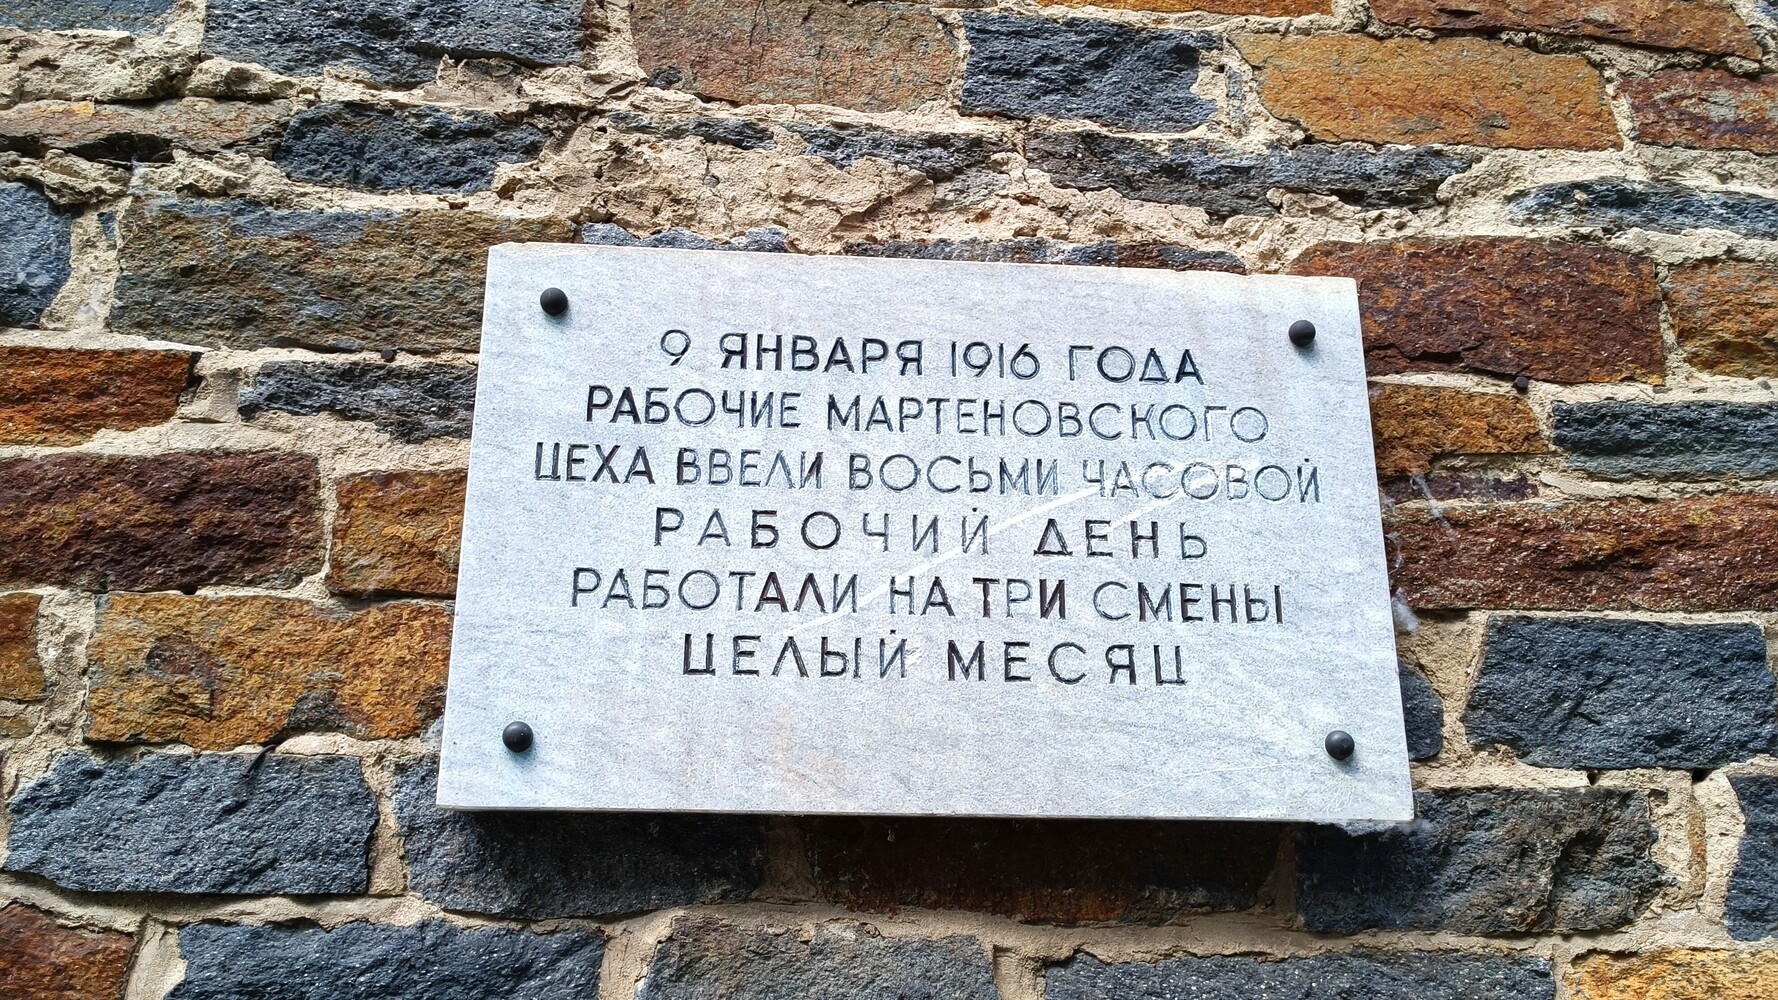 9 ЯНВАРЯ 1916 ГОДА
РАБОЧИЕ МАРТЕНОВСКОГО
ЦЕХА ВВЕЛИ ВОСЬМИ ЧАСОВОЙ
РАБОЧИЙ ДЕНЬ
РАБОТАЛИ НА ТРИ СМЕНЫ
ЦЕЛЫЙ МЕСЯЦ